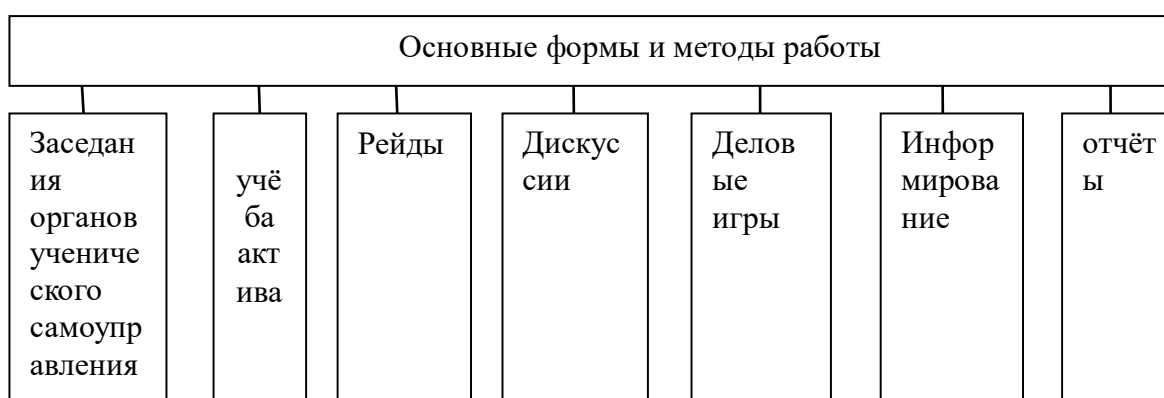 Основные формы и методы работы
Заседан
ия
органов
учениче
ского
самоупр
авления
учё
ба
акт
ива
Рейды
Дискус
сии
Делов
ые
игры
Инфор
мирова
ние
отчёт
ы